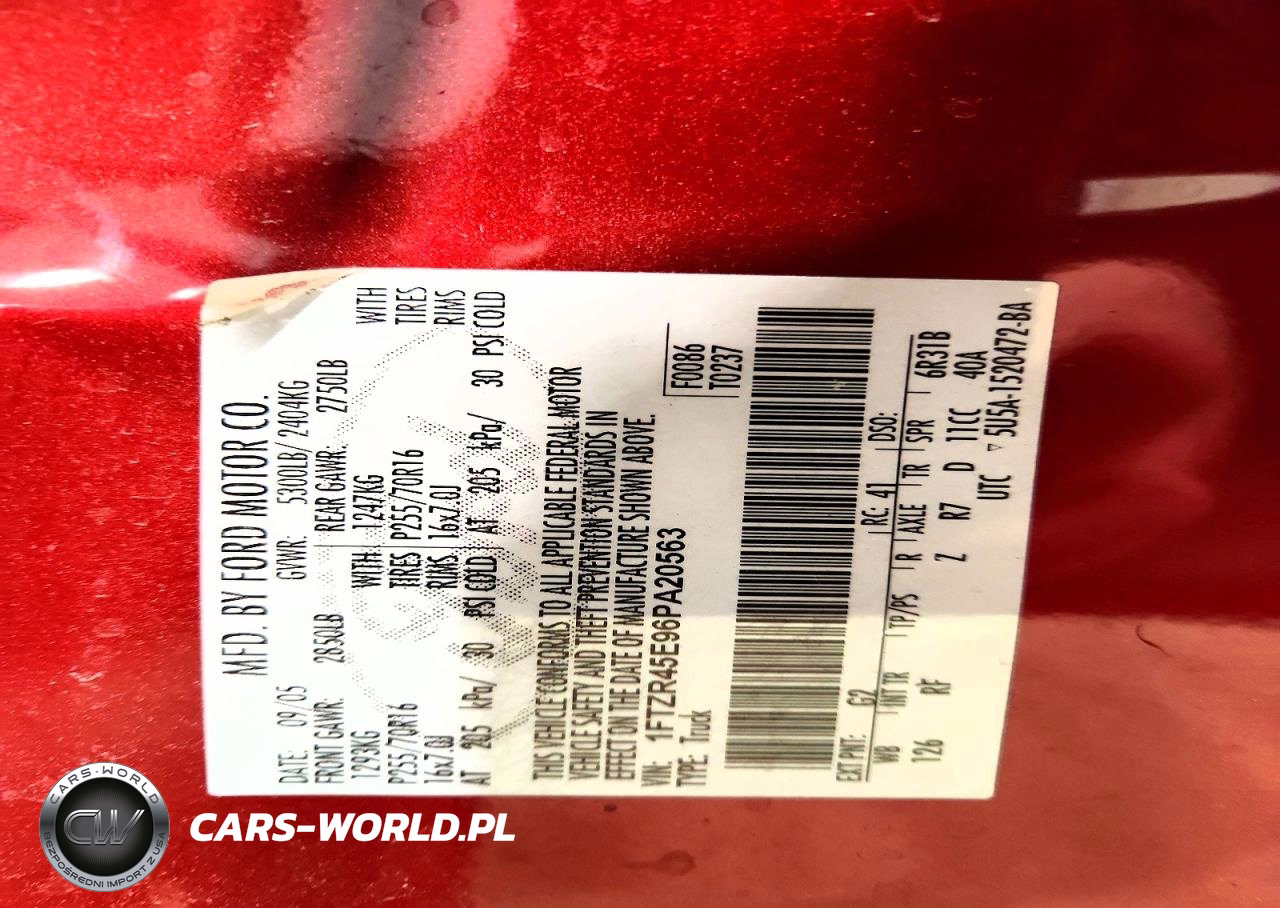 MFD. BY FORD MOTOR CO.
DATE: 09/05 GVWR: 5300LB/ 2404KG
FRONT GAWR: 2850LB REAR GAWR: 2750LB
1293KG WITH 1247KG WITH
P255/70R16 TIRES P255/70R16 TIRES
16x7.0J RIMS 16x7.0J RIMS
AT 205 kPa/ 30 PSI COLD AT 205 kPa/ 30 PSI COLD
THIS VEHICLE CONFORMS TO ALL APPLICABLE FEDERAL MOTOR
VEHICLE SAFETY AND THEFT PREVENTION STANDARDS IN
EFFECT ON THE DATE OF MANUFACTURE SHOWN ABOVE.
VIN: 1FTZR45E96PA20563 F0086
TYPE: Truck T0237
EXT PNT: G2 RC: 41 DSO:
WB INT TR TP/PS R AXLE TR SPR 6R31B
126 RF Z R7 D 11CC 40A
UTC ▽ 5U5A-1520472-BA
CARS-WORLD
CW
BEZPOŚREDNI IMPORT Z USA
CARS-WORLD.PL